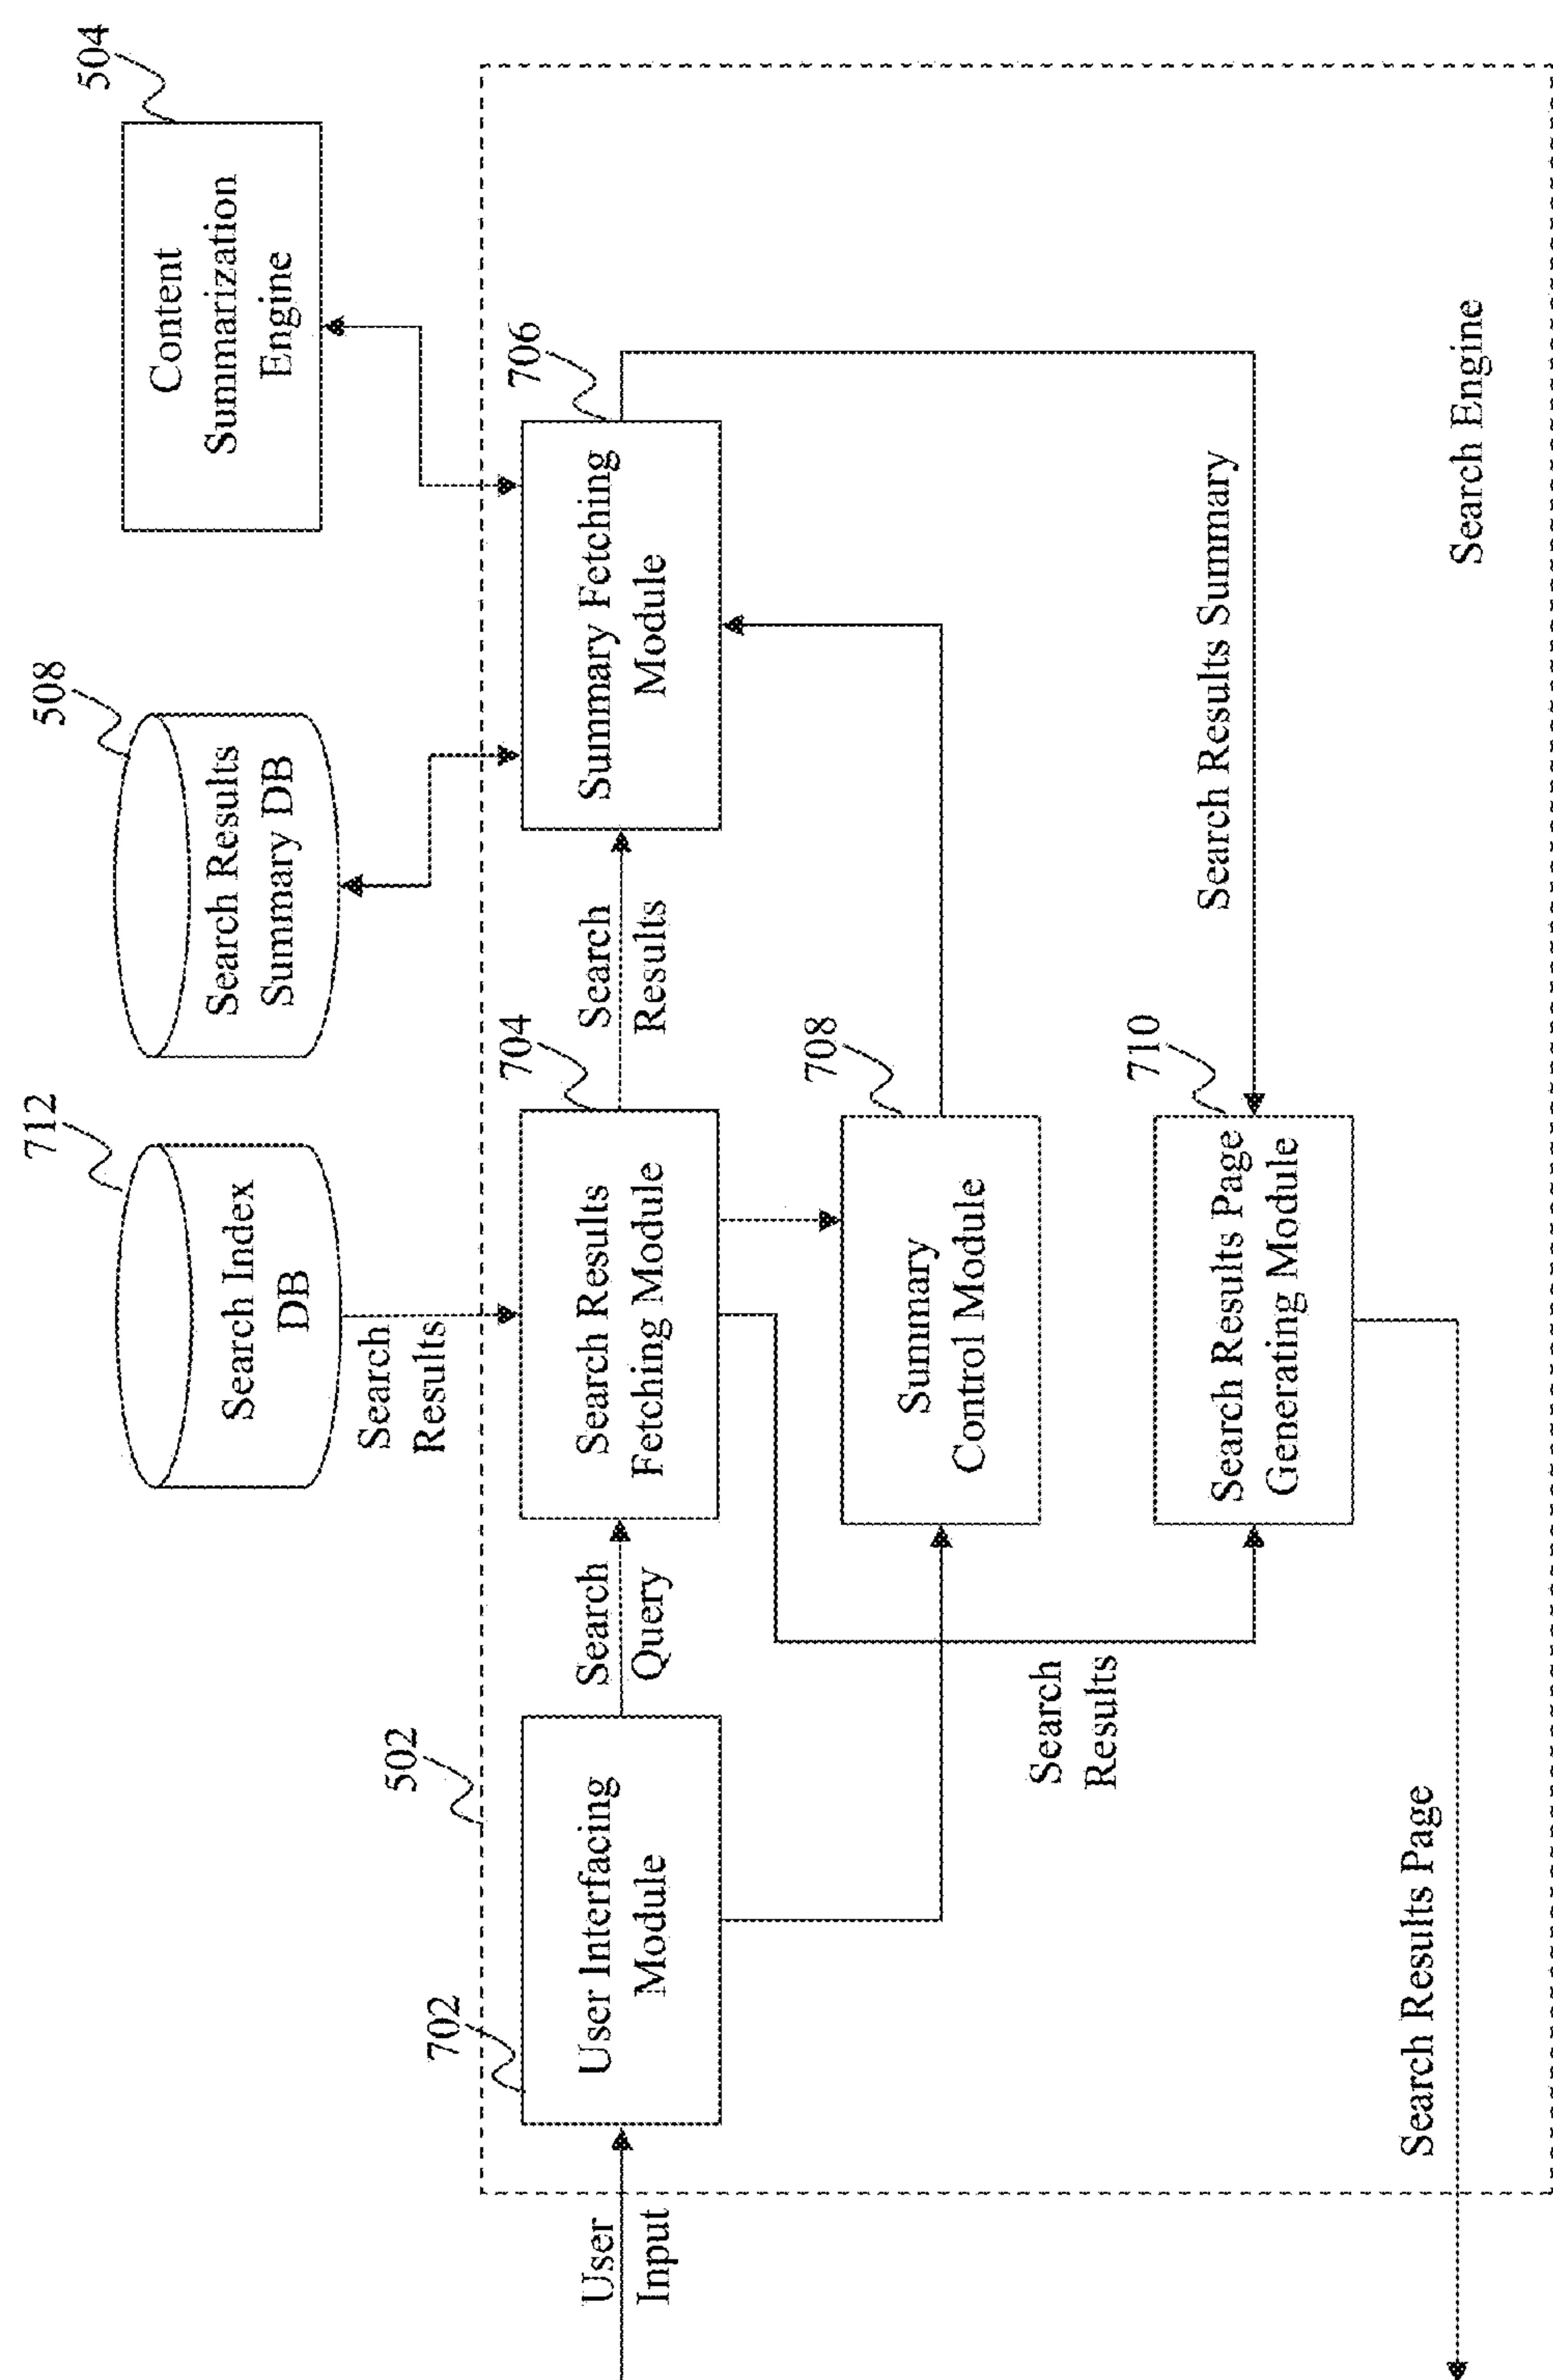 712
508
504
Search Index
DB
Search Results
Summary DB
Content
Summarization
Engine
Search
Results
502
702
704
706
User
Input
User Interfacing
Module
Search
Query
Search Results
Fetching Module
Search
Results
Summary Fetching
Module
708
Summary
Control Module
Search
Results
710
Search Results Page
Generating Module
Search Results Summary
Search Results Page
Search Engine